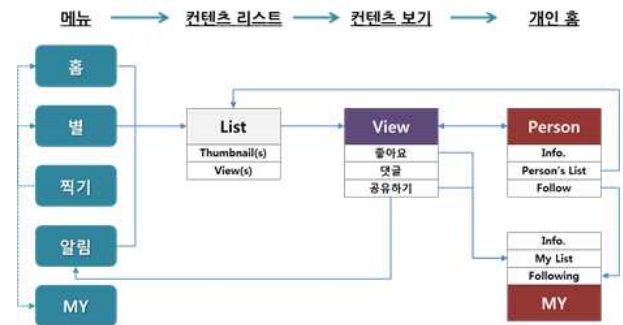 메뉴 컨텐츠 리스트 컨텐츠 보기 개인 홈
홈
별
찍기
알림
MY
List
Thumbnail(s)
View(s)
View
좋아요
댓글
공유하기
Person
Info.
Person's List
Follow
Info.
My List
Following
MY